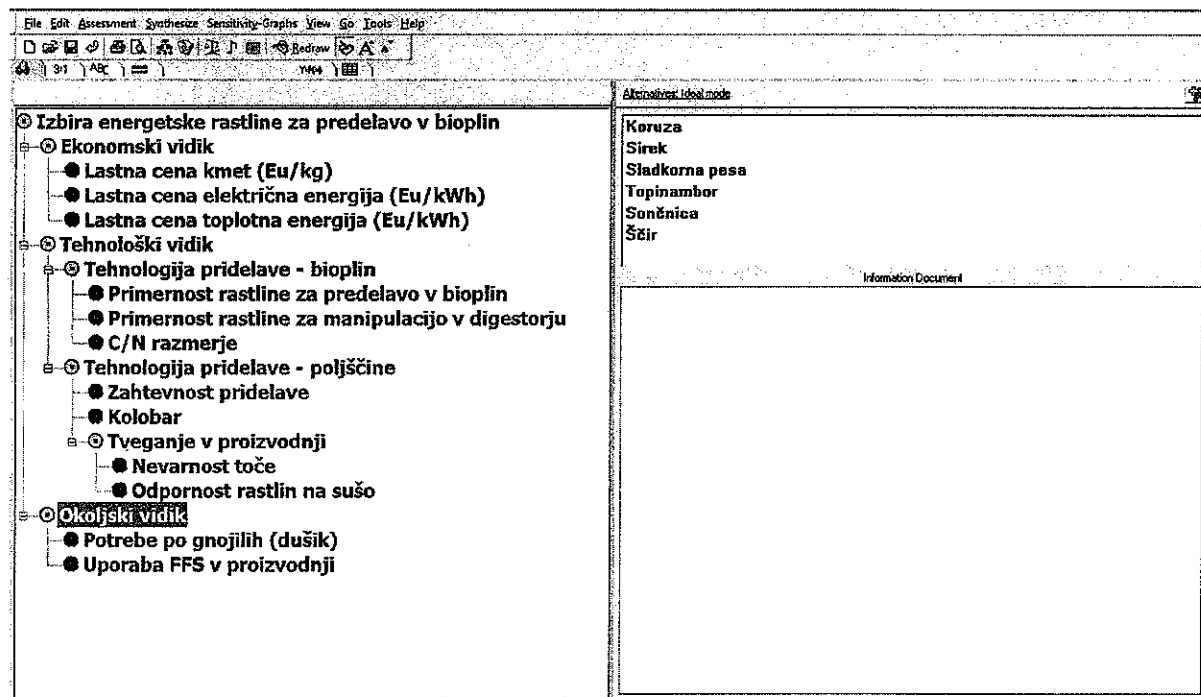 File Edit Assessment Synthesize Sensitivity-Graphs View Go Tools Help
Redraw
3:1 ABC
Alternatives: Ideal mode
Izbira energetske rastline za predelavo v bioplin
Ekonomski vidik
Lastna cena kmet (Eu/kg)
Lastna cena električna energija (Eu/kWh)
Lastna cena toplotna energija (Eu/kWh)
Tehnološki vidik
Tehnologija pridelave - bioplin
Primernost rastline za predelavo v bioplin
Primernost rastline za manipulacijo v digestorju
C/N razmerje
Tehnologija pridelave - poljščine
Zahtevnost pridelave
Kolobar
Tveganje v proizvodnji
Nevarnost toče
Odpornost rastlin na sušo
Okoljski vidik
Potrebe po gnojilih (dušik)
Uporaba FFS v proizvodnji
Koruza
Sirek
Sladkorna pesa
Topinambor
Sončnica
Ščir
Information Document